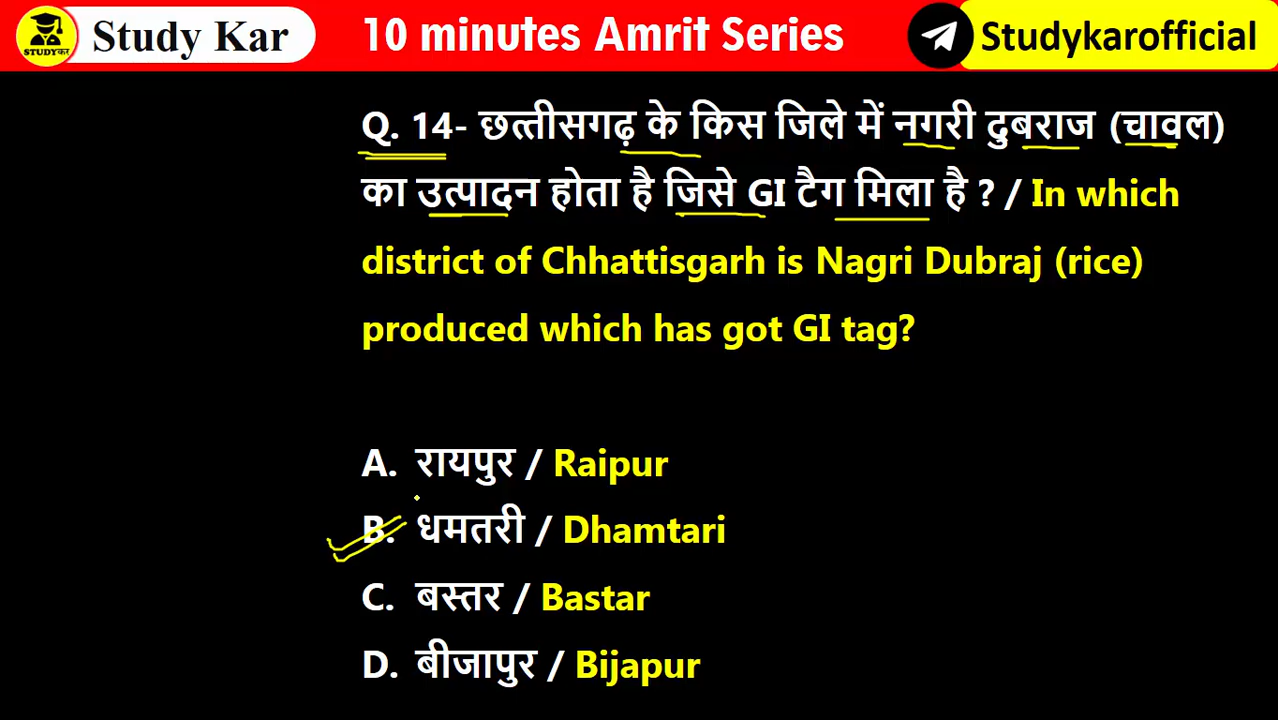 STUDYकर
Study Kar
10 minutes Amrit Series
Studykarofficial
Q. 14- छत्तीसगढ़ के किस जिले में नगरी दुबराज (चावल)
का उत्पादन होता है जिसे GI टैग मिला है ? / In which
district of Chhattisgarh is Nagri Dubraj (rice)
produced which has got GI tag?
A. रायपुर / Raipur
B. धमतरी / Dhamtari
C. बस्तर / Bastar
D. बीजापुर / Bijapur